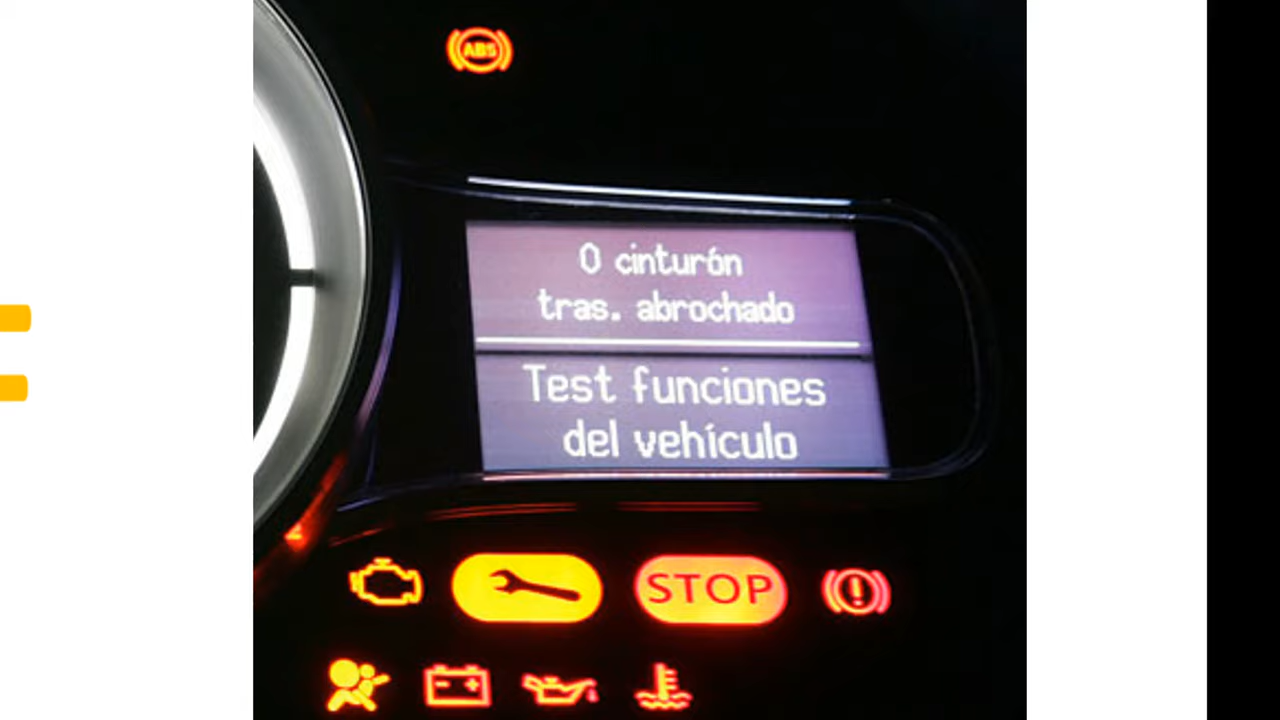 ABS
0 cinturón
tras. abrochado
Test funciones
del vehículo
STOP